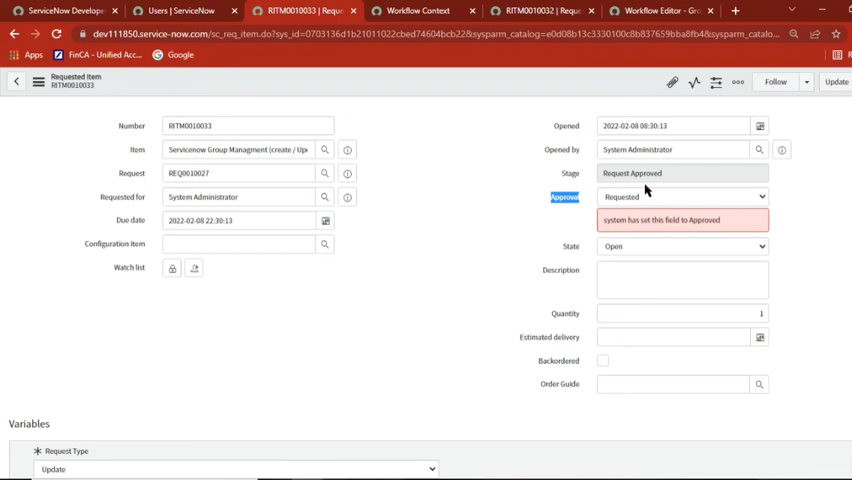 ServiceNow Develope
Users | ServiceNow
RITM0010033 | Reque
Workflow Context
RITM0010032 | Reque
Workflow Editor - Gro
dev111850.service-now.com/sc_req_item.do?sys_id=0703136d1b21011022cbed74604bcb22&sysparm_catalog=e0d08b13c3330100c8b837659bba8fb4&sysparm_catalo...
Apps
FinCA - Unified Acc...
Google
R
Requested Item
RITM0010033
Follow
Update
Number
RITM0010033
Item
Servicenow Group Managment (create / Up
Request
REQ0010027
Requested for
System Administrator
Due date
2022-02-08 22:30:13
Configuration item
Watch list
Opened
2022-02-08 08:30:13
Opened by
System Administrator
Stage
Request Approved
Approval
Requested
system has set this field to Approved
State
Open
Description
Quantity
1
Estimated delivery
Backordered
Order Guide
Variables
Request Type
Update